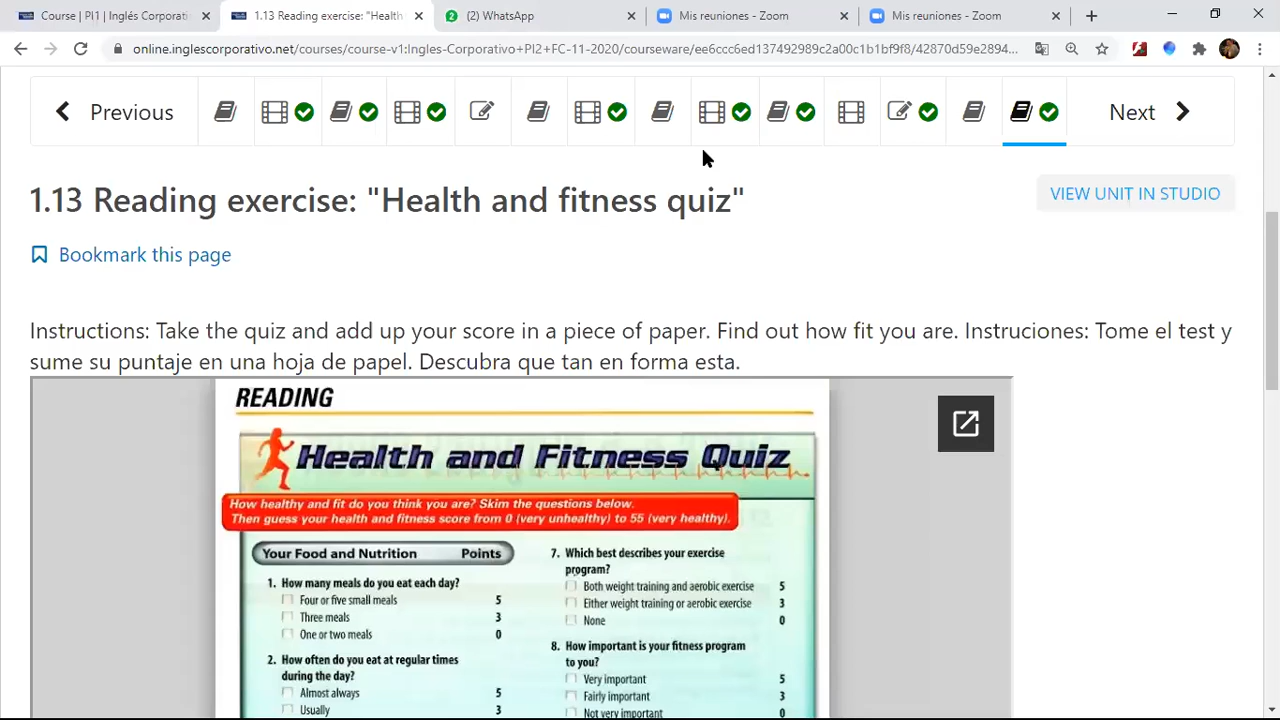 Course | PI1 | Inglés Corporati
1.13 Reading exercise: "Health
(2) WhatsApp
Mis reuniones - Zoom
Mis reuniones - Zoom
online.inglescorporativo.net/courses/course-v1:Ingles-Corporativo+PI2+FC-11-2020/courseware/ee6ccc6ed137492989c2a00c1b1bf9f8/42870d59e2894...
Previous
Next
1.13 Reading exercise: "Health and fitness quiz"
VIEW UNIT IN STUDIO
Bookmark this page
Instructions: Take the quiz and add up your score in a piece of paper. Find out how fit you are. Instruciones: Tome el test y
sume su puntaje en una hoja de papel. Descubra que tan en forma esta.
READING
Health and Fitness Quiz
How healthy and fit do you think you are? Skim the questions below.
Then guess your health and fitness score from 0 (very unhealthy) to 55 (very healthy).
Your Food and Nutrition Points
1. How many meals do you eat each day?
Four or five small meals 5
Three meals 3
One or two meals 0
2. How often do you eat at regular times
during the day?
Almost always 5
Usually 3
7. Which best describes your exercise
program?
Both weight training and aerobic exercise 5
Either weight training or aerobic exercise 3
None 0
8. How important is your fitness program
to you?
Very important 5
Fairly important 3
Not very important 0